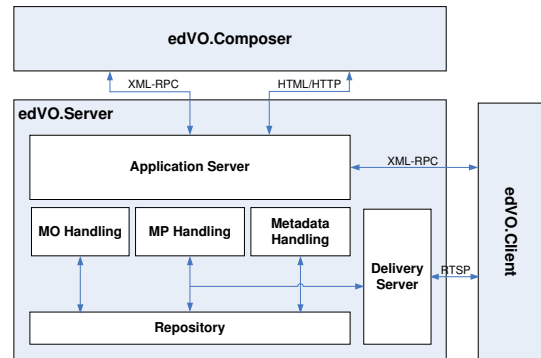 edVO.Composer
XML-RPC
HTML/HTTP
edVO.Server
Application Server
XML-RPC
edVO.Client
MO Handling
MP Handling
Metadata
Handling
Delivery
Server
RTSP
Repository